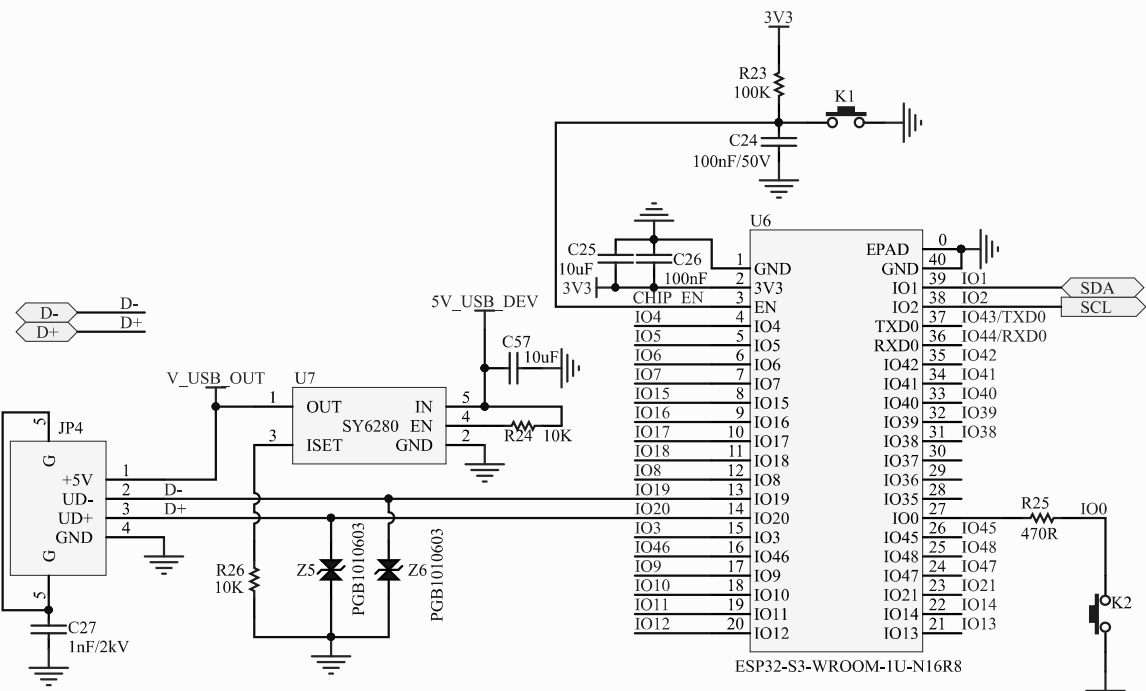 3V3
R23
100K
K1
C24
100nF/50V
U6
C25
10uF
C26
100nF
3V3
CHIP_EN
1 GND
2 3V3
3 EN
IO4 4 IO4
IO5 5 IO5
IO6 6 IO6
IO7 7 IO7
IO15 8 IO15
IO16 9 IO16
IO17 10 IO17
IO18 11 IO18
IO8 12 IO8
IO19 13 IO19
IO20 14 IO20
IO3 15 IO3
IO46 16 IO46
IO9 17 IO9
IO10 18 IO10
IO11 19 IO11
IO12 20 IO12
EPAD 0
GND 40
IO1 39 IO1 SDA
IO2 38 IO2 SCL
TXD0 37 IO43/TXD0
RXD0 36 IO44/RXD0
IO42 35 IO42
IO41 34 IO41
IO40 33 IO40
IO39 32 IO39
IO38 31 IO38
IO37 30
IO36 29
IO35 28
IO0 27
IO45 26 IO45
IO48 25 IO48
IO47 24 IO47
IO21 23 IO21
IO14 22 IO14
IO13 21 IO13
ESP32-S3-WROOM-1U-N16R8
R25
470R
IO0
K2
D- D-
D+ D+
5V_USB_DEV
C57
10uF
V_USB_OUT
U7
1 OUT IN 5
SY6280 EN 4
3 ISET GND 2
R24 10K
JP4
5 G
+5V 1
UD- 2 D-
UD+ 3 D+
GND 4
5 G
C27
1nF/2kV
R26
10K
Z5
PGB1010603
Z6
PGB1010603